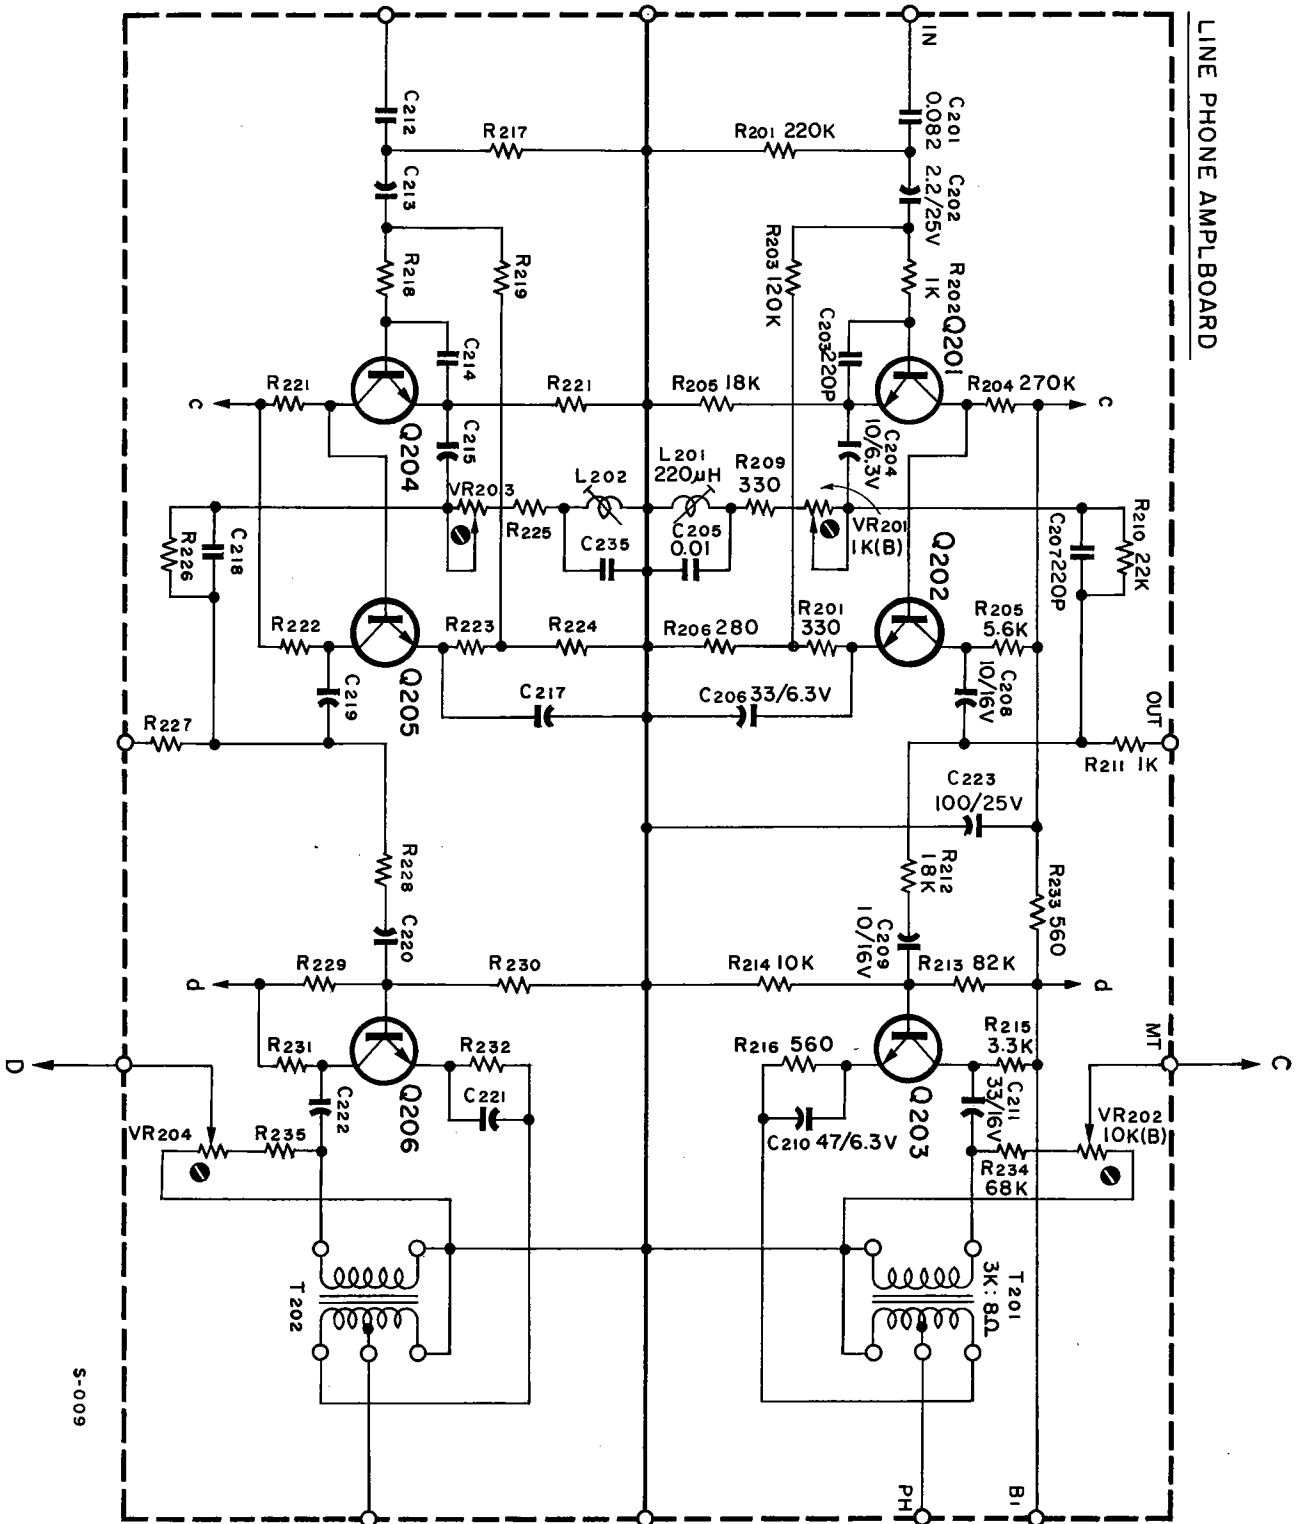 LINE PHONE AMPL BOARD
IN
C201
0.082
C202
2.2/25V
R201 220K
R203 120K
R202
1K
Q201
C203 220P
R205 18K
R204 270K
c
C204
10/6.3V
L201
220µH
C205
0.01
R209
330
VR201
1K(B)
Q202
C207 220P
R210 22K
R206 280
R201
330
R205
5.6K
C206 33/6.3V
C208
10/16V
OUT
R211 1K
C223
100/25V
R212
18K
C209
10/16V
R233 560
R214 10K
R213 82K
d
R216 560
R215
3.3K
MT
C
Q203
C210 47/6.3V
C211
33/16V
VR202
10K(B)
R234
68K
T201
3K:8Ω
PH
B1
C212
R217
C213
R218
R219
C214
Q204
c
R221
R221
C215
VR203
R225
L202
C235
C218
R226
R222
Q205
R223
R224
C219
C217
R227
R228
C220
R229
R230
d
R231
R232
D
Q206
C221
C222
VR204
R235
T202
S-009